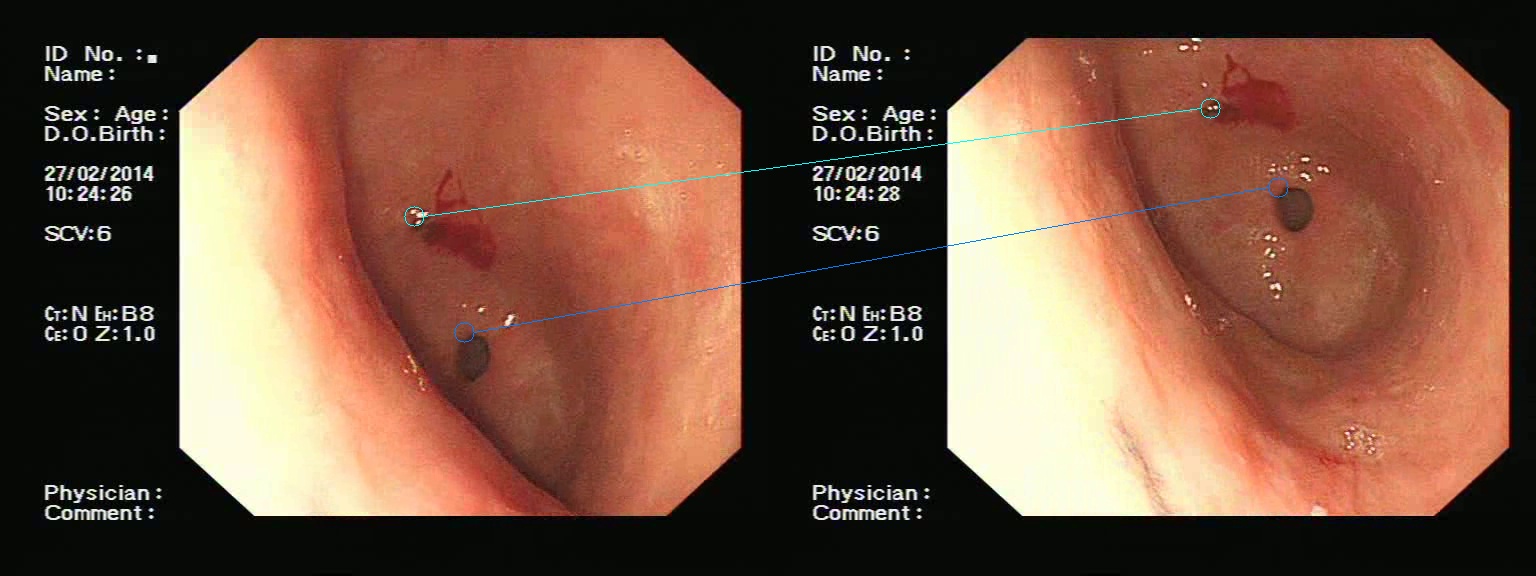 ID No. :
Name:
Sex: Age:
D.O.Birth:
27/02/2014
10:24:26
SCV:6
CT:N EH:B8
CE:0 Z:1.0
Physician:
Comment:
ID No. :
Name:
Sex: Age:
D.O.Birth:
27/02/2014
10:24:28
SCV:6
CT:N EH:B8
CE:0 Z:1.0
Physician:
Comment: